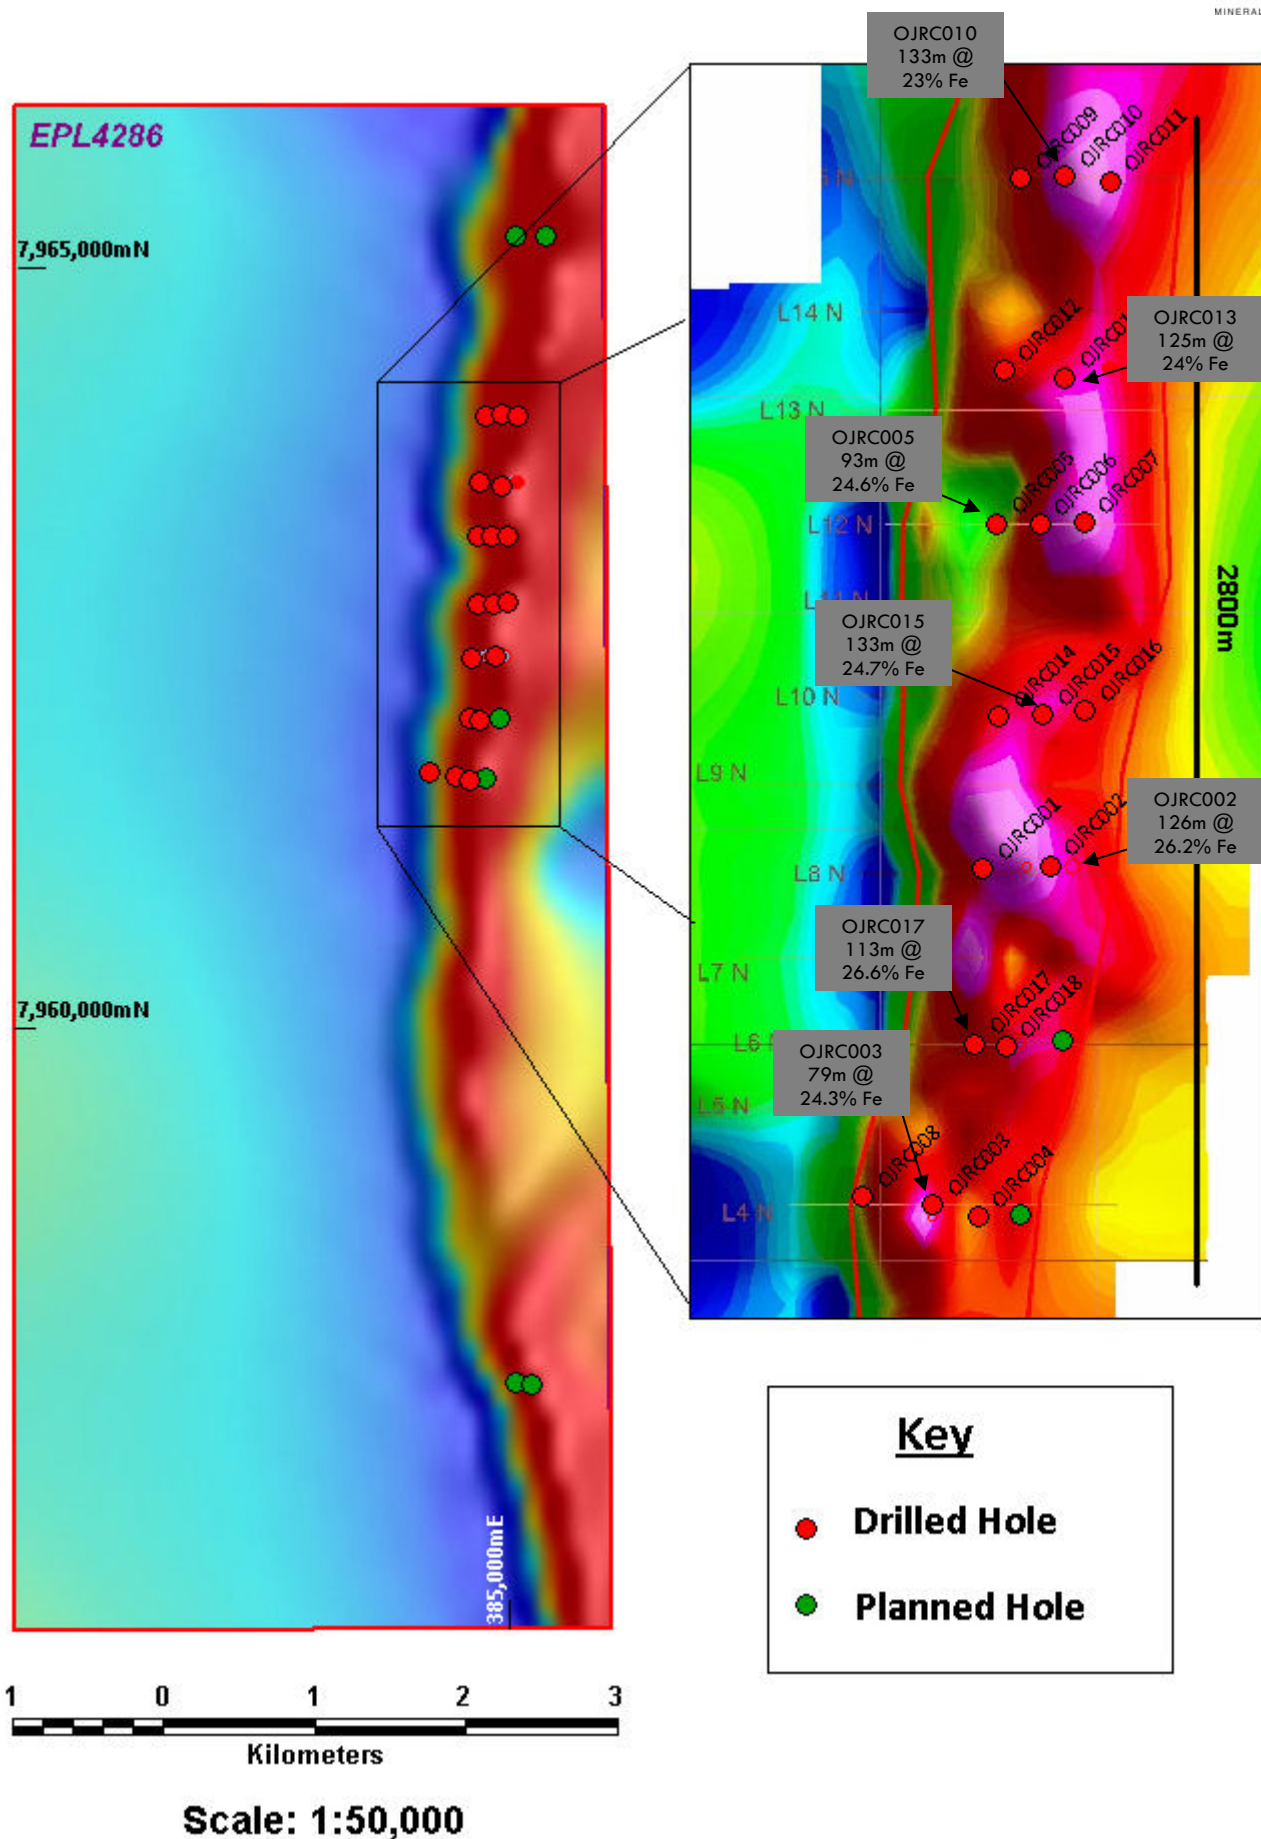 MINERAL
OJRC010
133m @
23% Fe
EPL4286
OJRC009
OJRC010
OJRC011
7,965,000mN
L14 N
OJRC012
OJRC013
125m @
24% Fe
L13 N
OJRC005
93m @
24.6% Fe
OJRC005
OJRC006
OJRC007
L12 N
2800m
L11 N
OJRC015
133m @
24.7% Fe
OJRC014
OJRC015
OJRC016
L10 N
L9 N
OJRC002
126m @
26.2% Fe
OJRC001
OJRC002
L8 N
OJRC017
113m @
26.6% Fe
L7 N
7,960,000mN
OJRC017
OJRC018
L6
OJRC003
79m @
24.3% Fe
L5 N
OJRC008
OJRC003
OJRC004
L4 N
Key
Drilled Hole
Planned Hole
385,000mE
1 0 1 2 3
Kilometers
Scale: 1:50,000